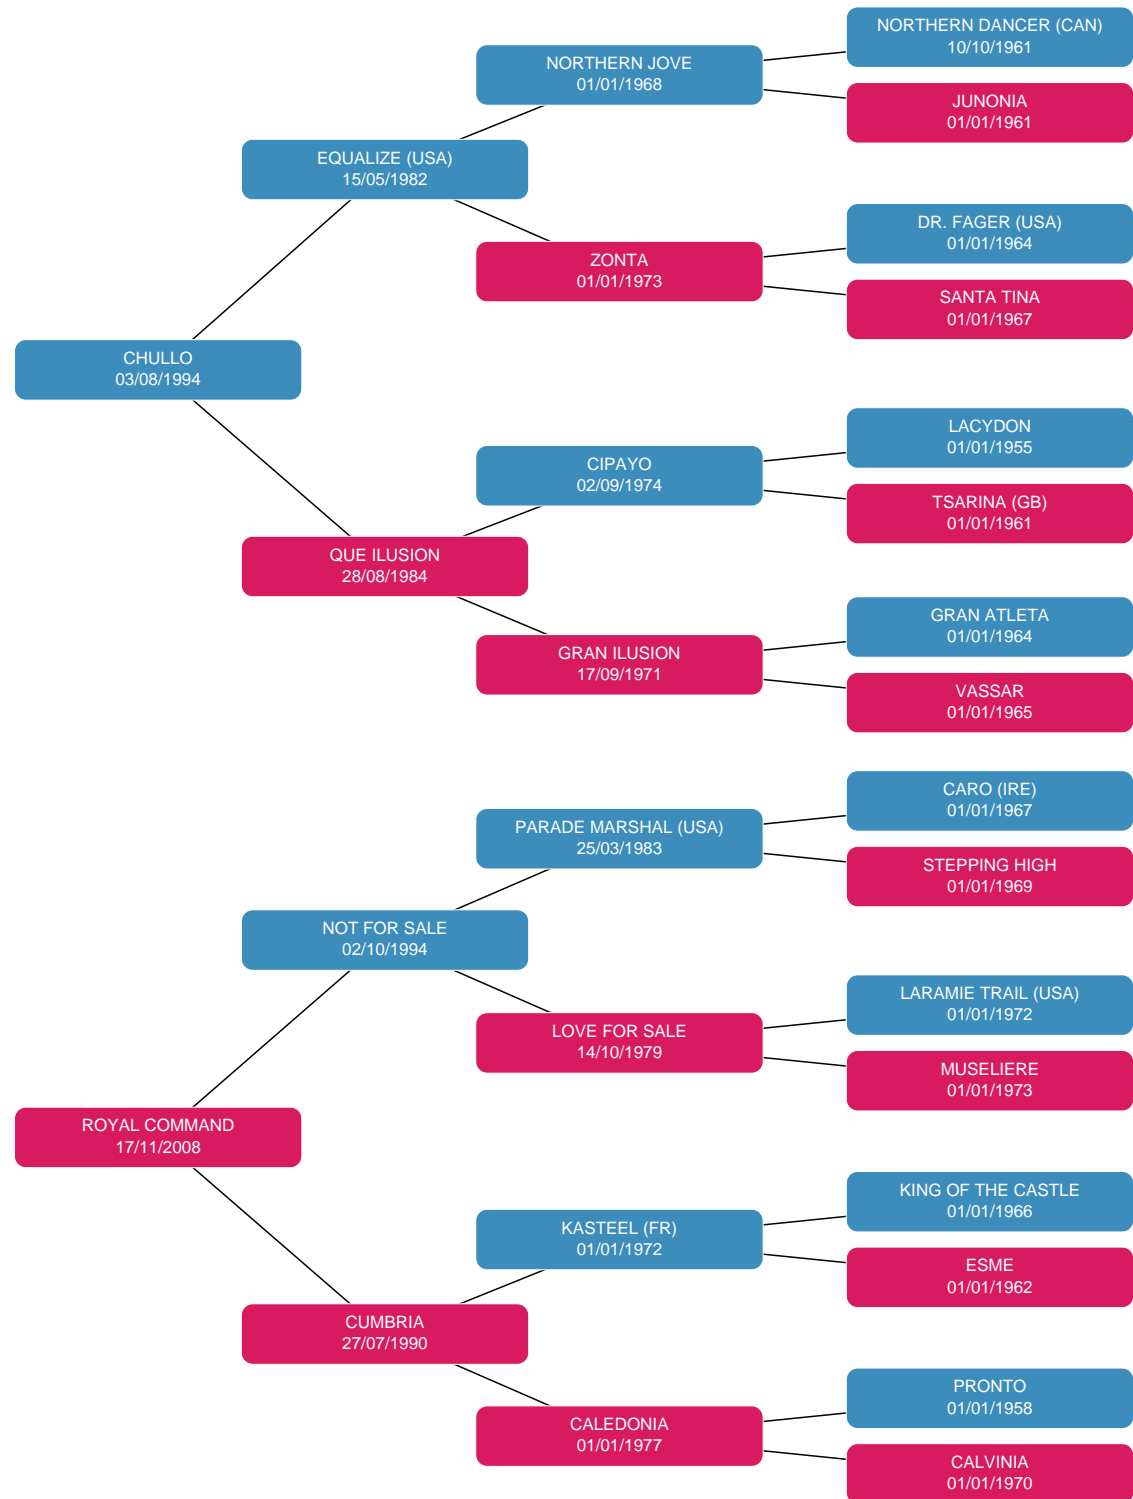 NORTHERN DANCER (CAN)
10/10/1961
NORTHERN JOVE
01/01/1968
JUNONIA
01/01/1961
EQUALIZE (USA)
15/05/1982
DR. FAGER (USA)
01/01/1964
ZONTA
01/01/1973
SANTA TINA
01/01/1967
CHULLO
03/08/1994
LACYDON
01/01/1955
CIPAYO
02/09/1974
TSARINA (GB)
01/01/1961
QUE ILUSION
28/08/1984
GRAN ATLETA
01/01/1964
GRAN ILUSION
17/09/1971
VASSAR
01/01/1965
CARO (IRE)
01/01/1967
PARADE MARSHAL (USA)
25/03/1983
STEPPING HIGH
01/01/1969
NOT FOR SALE
02/10/1994
LARAMIE TRAIL (USA)
01/01/1972
LOVE FOR SALE
14/10/1979
MUSELIERE
01/01/1973
ROYAL COMMAND
17/11/2008
KING OF THE CASTLE
01/01/1966
KASTEEL (FR)
01/01/1972
ESME
01/01/1962
CUMBRIA
27/07/1990
PRONTO
01/01/1958
CALEDONIA
01/01/1977
CALVINIA
01/01/1970